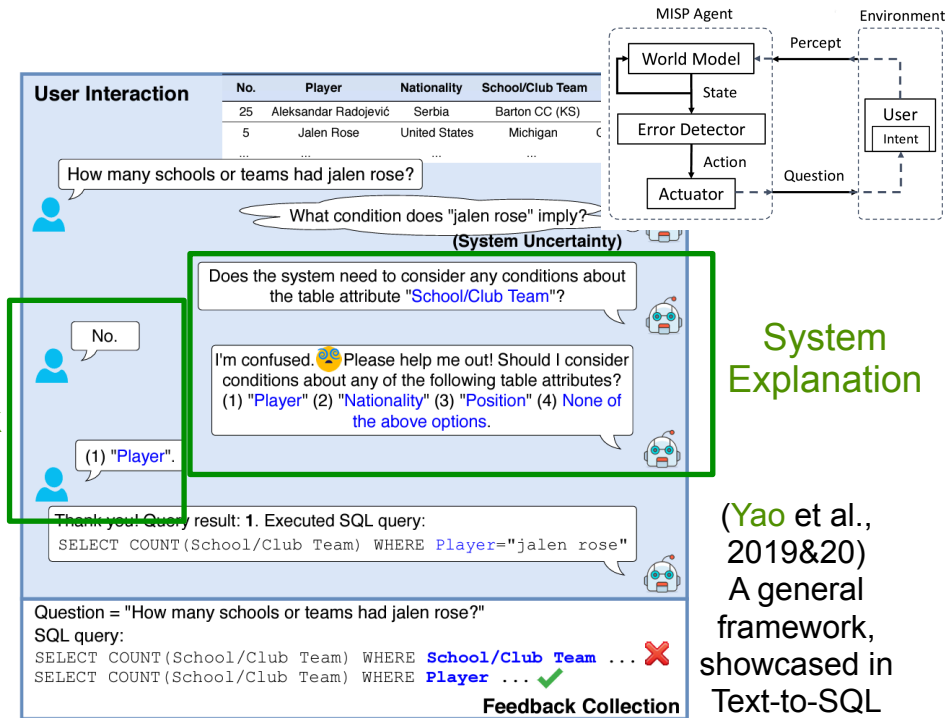 MISP Agent
Environment
World Model
Percept
State
User
Intent
Error Detector
Action
Actuator
Question
User Interaction
No. Player Nationality School/Club Team
25 Aleksandar Radojević Serbia Barton CC (KS)
5 Jalen Rose United States Michigan
... ... ... ...
How many schools or teams had jalen rose?
What condition does "jalen rose" imply?
(System Uncertainty)
Does the system need to consider any conditions about
the table attribute "School/Club Team"?
No.
I'm confused. Please help me out! Should I consider
conditions about any of the following table attributes?
(1) "Player" (2) "Nationality" (3) "Position" (4) None of
the above options.
(1) "Player".
System
Explanation
Thank you! Query result: 1. Executed SQL query:
SELECT COUNT(School/Club Team) WHERE Player="jalen rose"
Question = "How many schools or teams had jalen rose?"
SQL query:
SELECT COUNT(School/Club Team) WHERE School/Club Team ...
SELECT COUNT(School/Club Team) WHERE Player ...
Feedback Collection
(Yao et al.,
2019&20)
A general
framework,
showcased in
Text-to-SQL